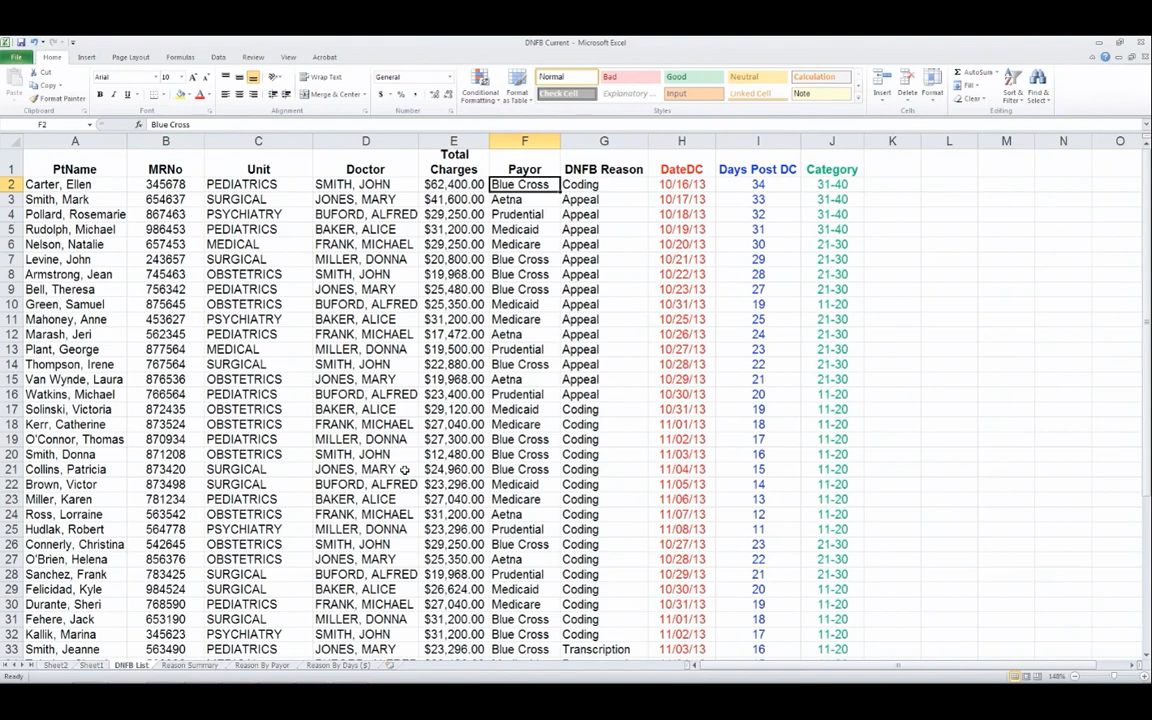 DNFB Current - Microsoft Excel
File Home Insert Page Layout Formulas Data Review View Acrobat
Cut
Copy
Format Painter
Paste
Clipboard
Arial 10
Font
Wrap Text
Merge & Center
Alignment
General
Number
Conditional Formatting
Format as Table
Normal Bad Good Neutral Calculation
Check Cell Explanatory ... Input Linked Cell Note
Styles
Insert Delete Format
Cells
AutoSum
Fill
Clear
Sort & Filter
Find & Select
Editing
F2 fx Blue Cross
A B C D E F G H I J K L M N O
1 PtName MRNo Unit Doctor Total Charges Payor DNFB Reason DateDC Days Post DC Category
2 Carter, Ellen 345678 PEDIATRICS SMITH, JOHN $62,400.00 Blue Cross Coding 10/16/13 34 31-40
3 Smith, Mark 654637 SURGICAL JONES, MARY $41,600.00 Aetna Appeal 10/17/13 33 31-40
4 Pollard, Rosemarie 867463 PSYCHIATRY BUFORD, ALFRED $29,250.00 Prudential Appeal 10/18/13 32 31-40
5 Rudolph, Michael 986453 PEDIATRICS BAKER, ALICE $31,200.00 Medicaid Appeal 10/19/13 31 31-40
6 Nelson, Natalie 657453 MEDICAL FRANK, MICHAEL $29,250.00 Medicare Appeal 10/20/13 30 21-30
7 Levine, John 243657 SURGICAL MILLER, DONNA $20,800.00 Blue Cross Appeal 10/21/13 29 21-30
8 Armstrong, Jean 745463 OBSTETRICS SMITH, JOHN $19,968.00 Blue Cross Appeal 10/22/13 28 21-30
9 Bell, Theresa 756342 PEDIATRICS JONES, MARY $25,480.00 Blue Cross Appeal 10/23/13 27 21-30
10 Green, Samuel 875645 OBSTETRICS BUFORD, ALFRED $25,350.00 Medicaid Appeal 10/31/13 19 11-20
11 Mahoney, Anne 453627 PSYCHIATRY BAKER, ALICE $31,200.00 Medicare Appeal 10/25/13 25 21-30
12 Marash, Jeri 562345 PEDIATRICS FRANK, MICHAEL $17,472.00 Aetna Appeal 10/26/13 24 21-30
13 Plant, George 877564 MEDICAL MILLER, DONNA $19,500.00 Prudential Appeal 10/27/13 23 21-30
14 Thompson, Irene 767564 SURGICAL SMITH, JOHN $22,880.00 Blue Cross Appeal 10/28/13 22 21-30
15 Van Wynde, Laura 876536 OBSTETRICS JONES, MARY $19,968.00 Aetna Appeal 10/29/13 21 21-30
16 Watkins, Michael 766564 PEDIATRICS BUFORD, ALFRED $23,400.00 Prudential Appeal 10/30/13 20 11-20
17 Solinski, Victoria 872435 OBSTETRICS BAKER, ALICE $29,120.00 Medicaid Coding 10/31/13 19 11-20
18 Kerr, Catherine 873524 OBSTETRICS FRANK, MICHAEL $27,040.00 Medicare Coding 11/01/13 18 11-20
19 O'Connor, Thomas 870934 PEDIATRICS MILLER, DONNA $27,300.00 Blue Cross Coding 11/02/13 17 11-20
20 Smith, Donna 871208 OBSTETRICS SMITH, JOHN $12,480.00 Blue Cross Coding 11/03/13 16 11-20
21 Collins, Patricia 873420 SURGICAL JONES, MARY $24,960.00 Blue Cross Coding 11/04/13 15 11-20
22 Brown, Victor 873498 SURGICAL BUFORD, ALFRED $23,296.00 Medicaid Coding 11/05/13 14 11-20
23 Miller, Karen 781234 PEDIATRICS BAKER, ALICE $27,040.00 Medicare Coding 11/06/13 13 11-20
24 Ross, Lorraine 563542 PEDIATRICS FRANK, MICHAEL $31,200.00 Aetna Coding 11/07/13 12 11-20
25 Hudlak, Robert 564778 PSYCHIATRY MILLER, DONNA $23,296.00 Prudential Coding 11/08/13 11 11-20
26 Connerly, Christina 542645 OBSTETRICS SMITH, JOHN $29,250.00 Blue Cross Coding 10/27/13 23 21-30
27 O'Brien, Helena 856376 OBSTETRICS JONES, MARY $23,296.00 Aetna Coding 10/28/13 22 21-30
28 Sanchez, Frank 783425 SURGICAL BUFORD, ALFRED $19,968.00 Prudential Coding 10/29/13 21 21-30
29 Felicidad, Kyle 984524 SURGICAL BAKER, ALICE $26,624.00 Medicaid Coding 10/30/13 20 11-20
30 Durante, Sheri 768590 PEDIATRICS FRANK, MICHAEL $27,040.00 Medicare Coding 10/31/13 19 11-20
31 Fehere, Jack 653190 SURGICAL MILLER, DONNA $31,200.00 Blue Cross Coding 11/01/13 18 11-20
32 Kallik, Marina 345623 PSYCHIATRY SMITH, JOHN $31,200.00 Blue Cross Coding 11/02/13 17 11-20
33 Smith, Jeanne 563490 PEDIATRICS JONES, MARY $31,200.00 Blue Cross Transcription 11/03/13 16 11-20
Sheet2 Sheet1 DNFB List Reason Summary Reason By Payor Reason By Days ($)
Ready 148%